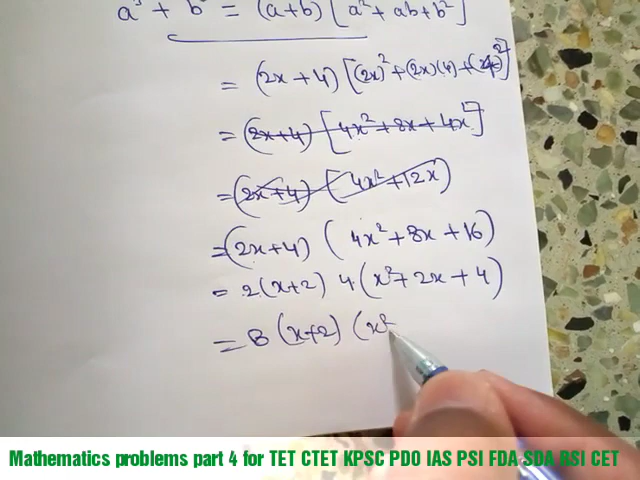 a³ + b³ = (a+b) [a²+ab+b²]
= (2x+4) [(2x)²+(2x)(4)+(4)²]
= (2x+4) [4x²+8x+4x²]
= (2x+4) (4x²+12x)
= (2x+4) (4x²+8x+16)
= 2(x+2) 4(x²+2x+4)
= 8 (x+2) (x²
Mathematics problems part 4 for TET CTET KPSC PDO IAS PSI FDA SDA RSI CET